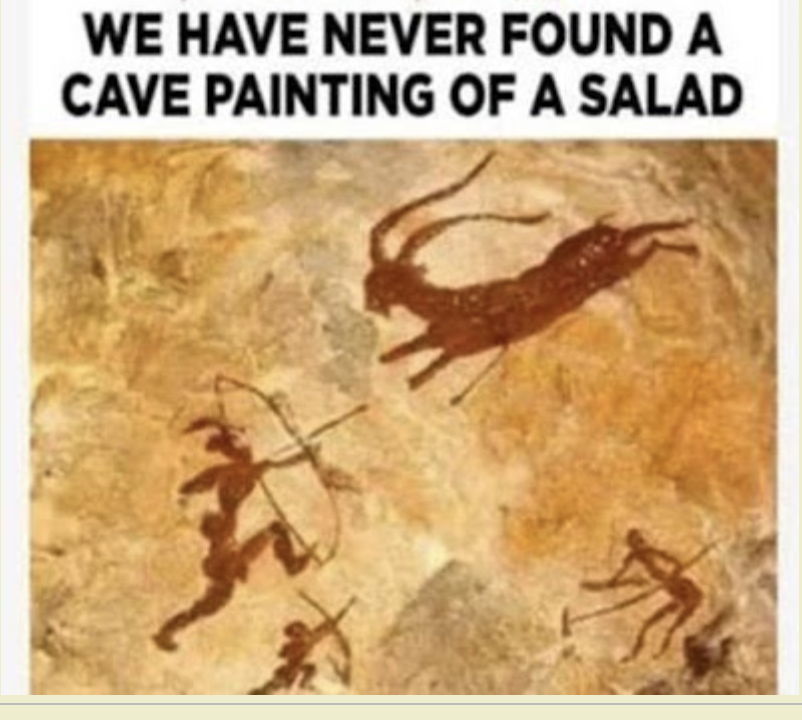 WE HAVE NEVER FOUND A
CAVE PAINTING OF A SALAD